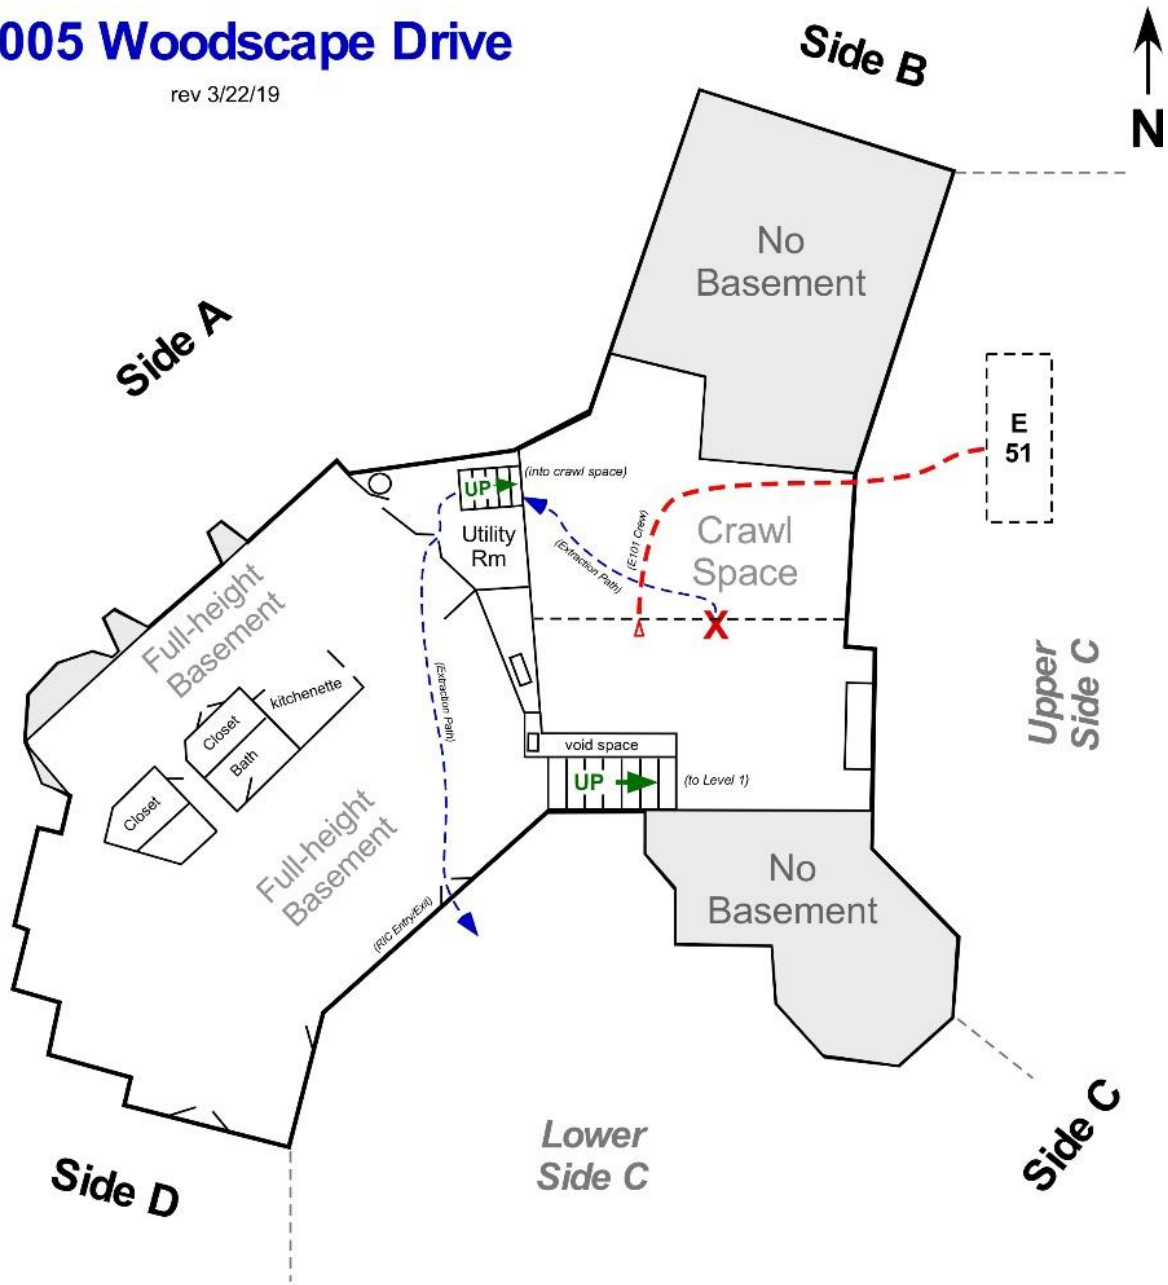 005 Woodscape Drive
rev 3/22/19
Side B
N
No
Basement
Side A
E
51
(into crawl space)
UP
Utility
Rm
(Extraction Path)
(E101 Crew)
Crawl
Space
X
Full-height
Basement
(Extraction Path)
kitchenette
Closet
Bath
Closet
void space
UP
(to Level 1)
Upper
Side C
Full-height
Basement
No
Basement
(RIC Entry/Exit)
Lower
Side C
Side C
Side D